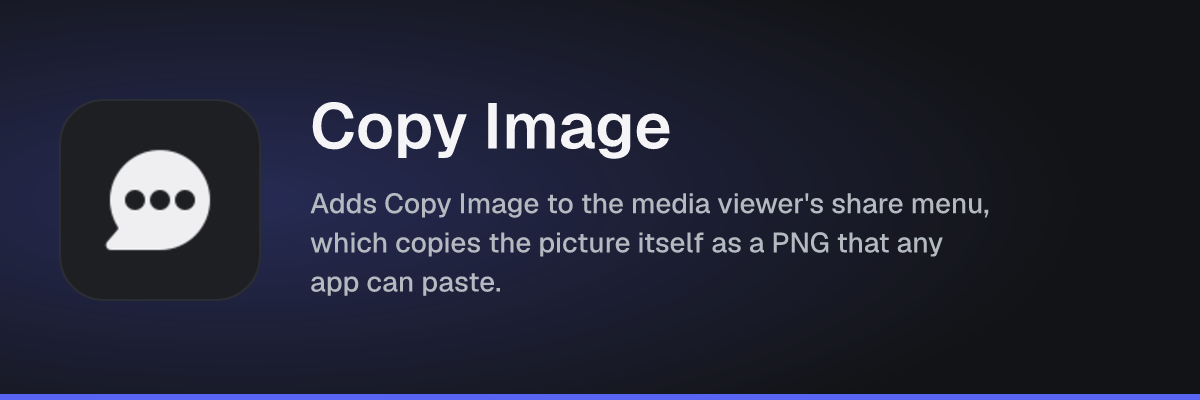 Copy Image
Adds Copy Image to the media viewer's share menu,
which copies the picture itself as a PNG that any
app can paste.